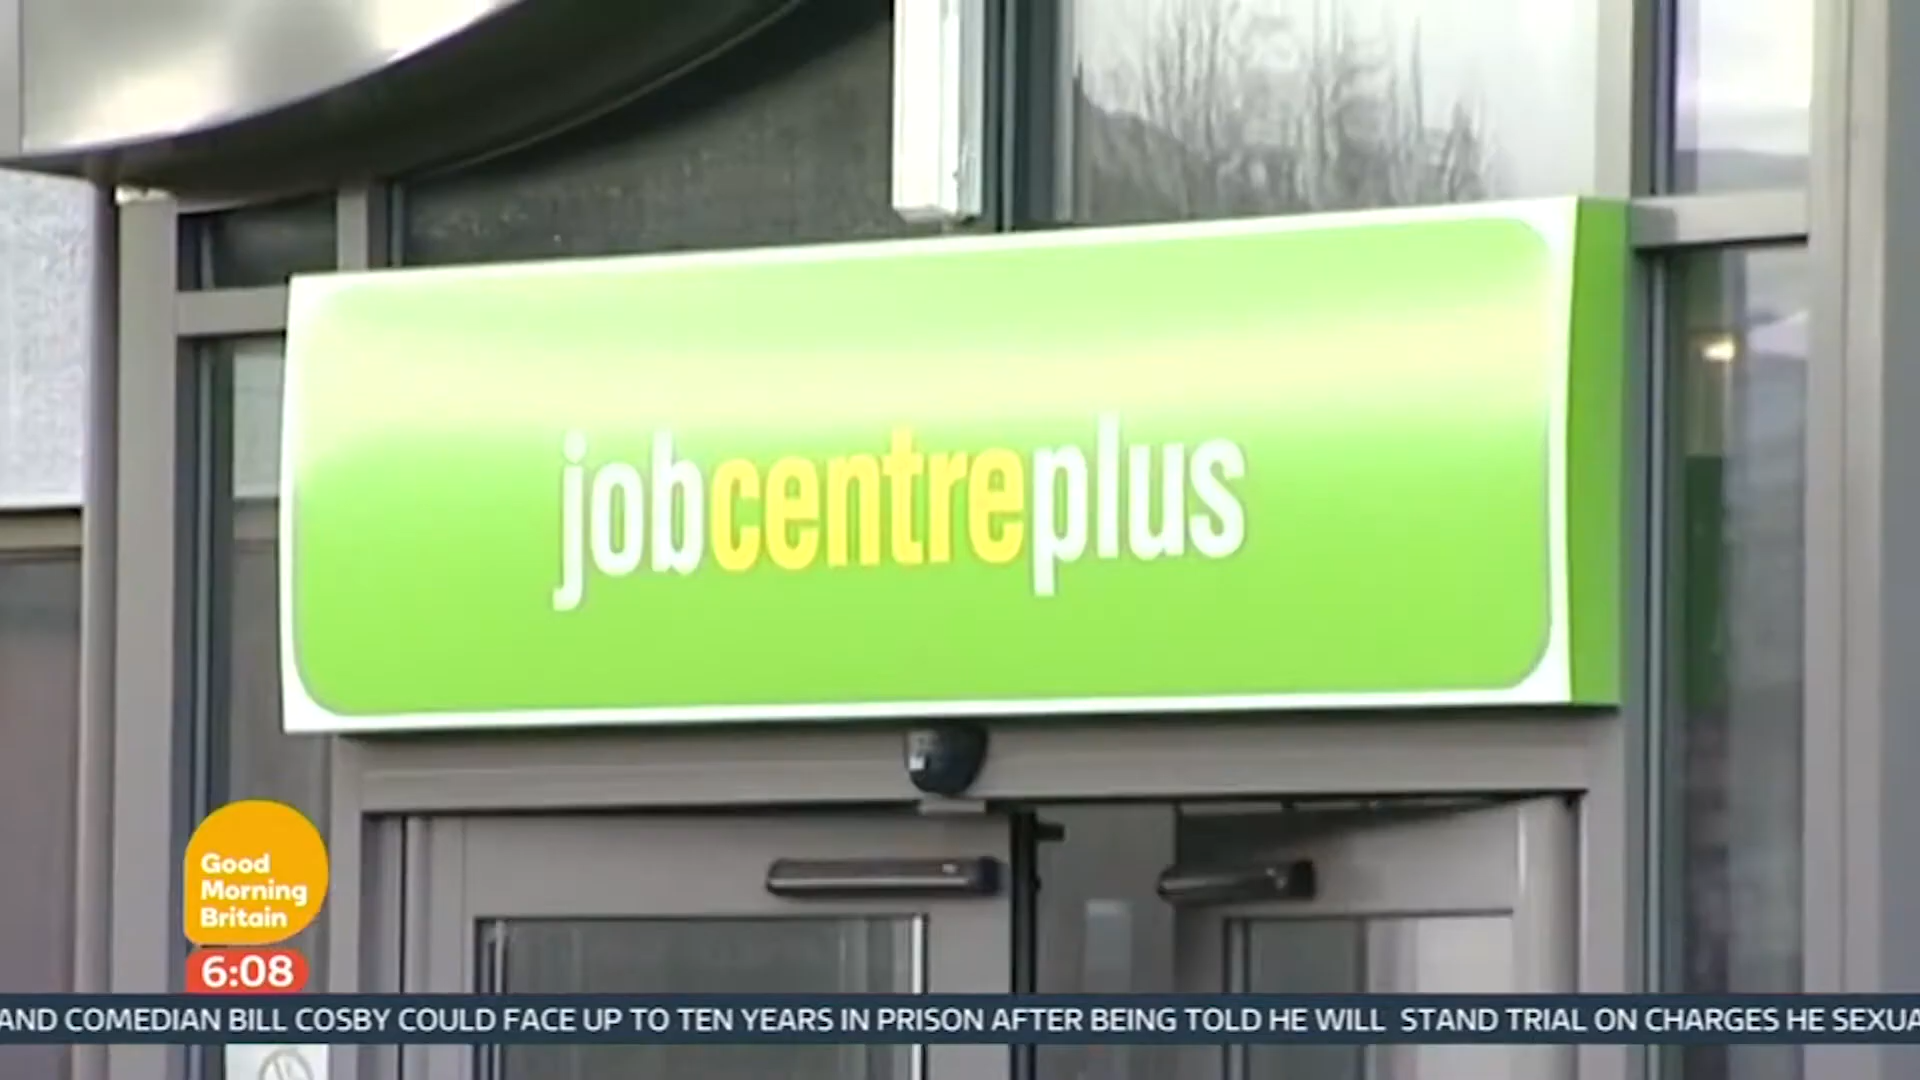 jobcentreplus
Good
Morning
Britain
6:08
AND COMEDIAN BILL COSBY COULD FACE UP TO TEN YEARS IN PRISON AFTER BEING TOLD HE WILL STAND TRIAL ON CHARGES HE SEXUA